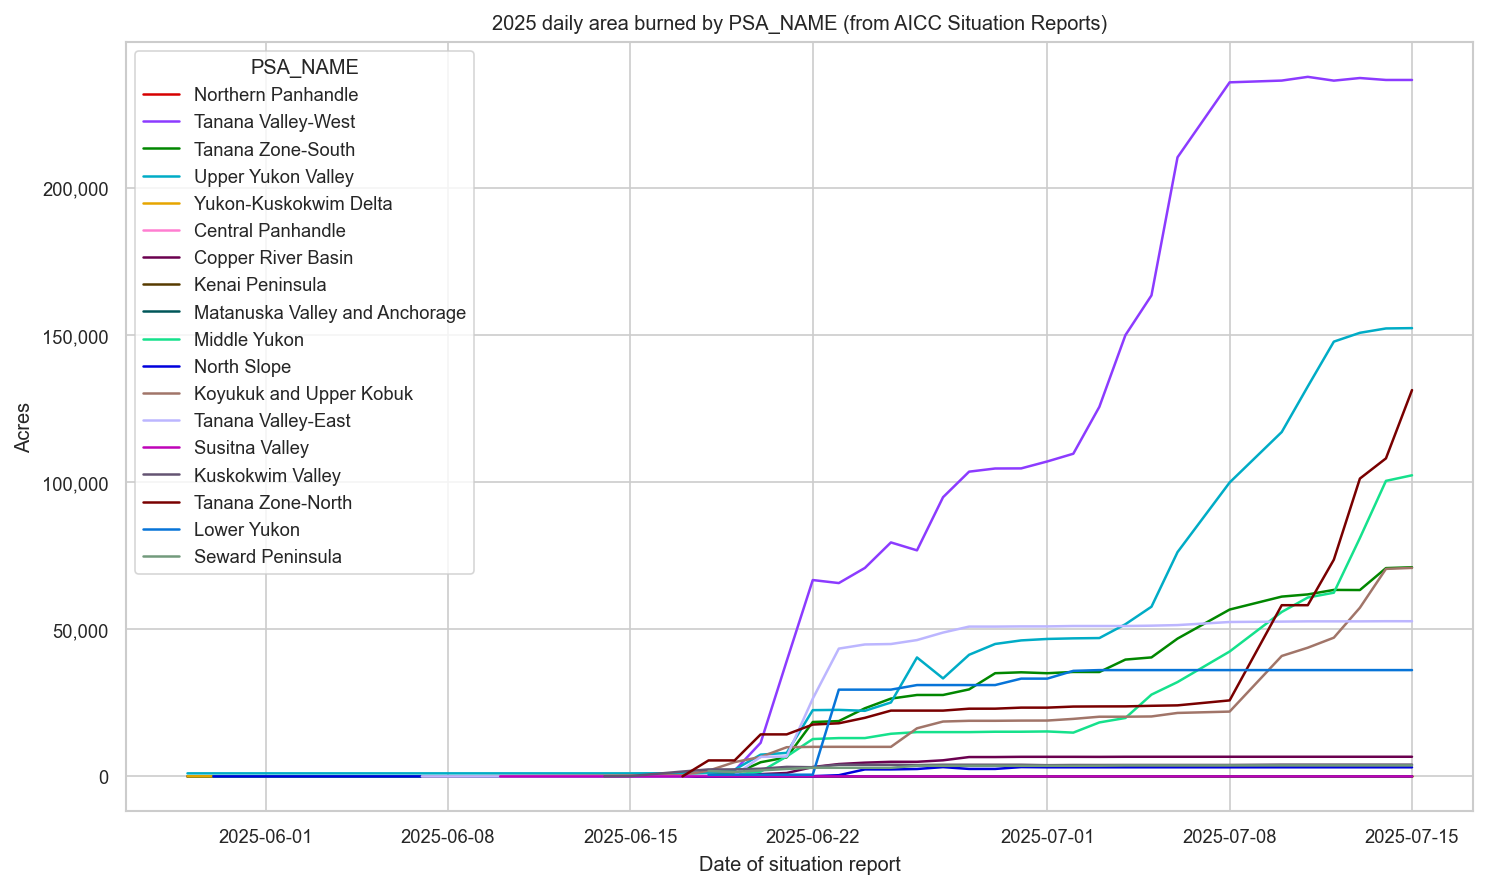 2025 daily area burned by PSA_NAME (from AICC Situation Reports)
PSA_NAME
Northern Panhandle
Tanana Valley-West
Tanana Zone-South
Upper Yukon Valley
Yukon-Kuskokwim Delta
Central Panhandle
Copper River Basin
Kenai Peninsula
Matanuska Valley and Anchorage
Middle Yukon
North Slope
Koyukuk and Upper Kobuk
Tanana Valley-East
Susitna Valley
Kuskokwim Valley
Tanana Zone-North
Lower Yukon
Seward Peninsula
Acres
200,000
150,000
100,000
50,000
0
2025-06-01
2025-06-08
2025-06-15
2025-06-22
2025-07-01
2025-07-08
2025-07-15
Date of situation report